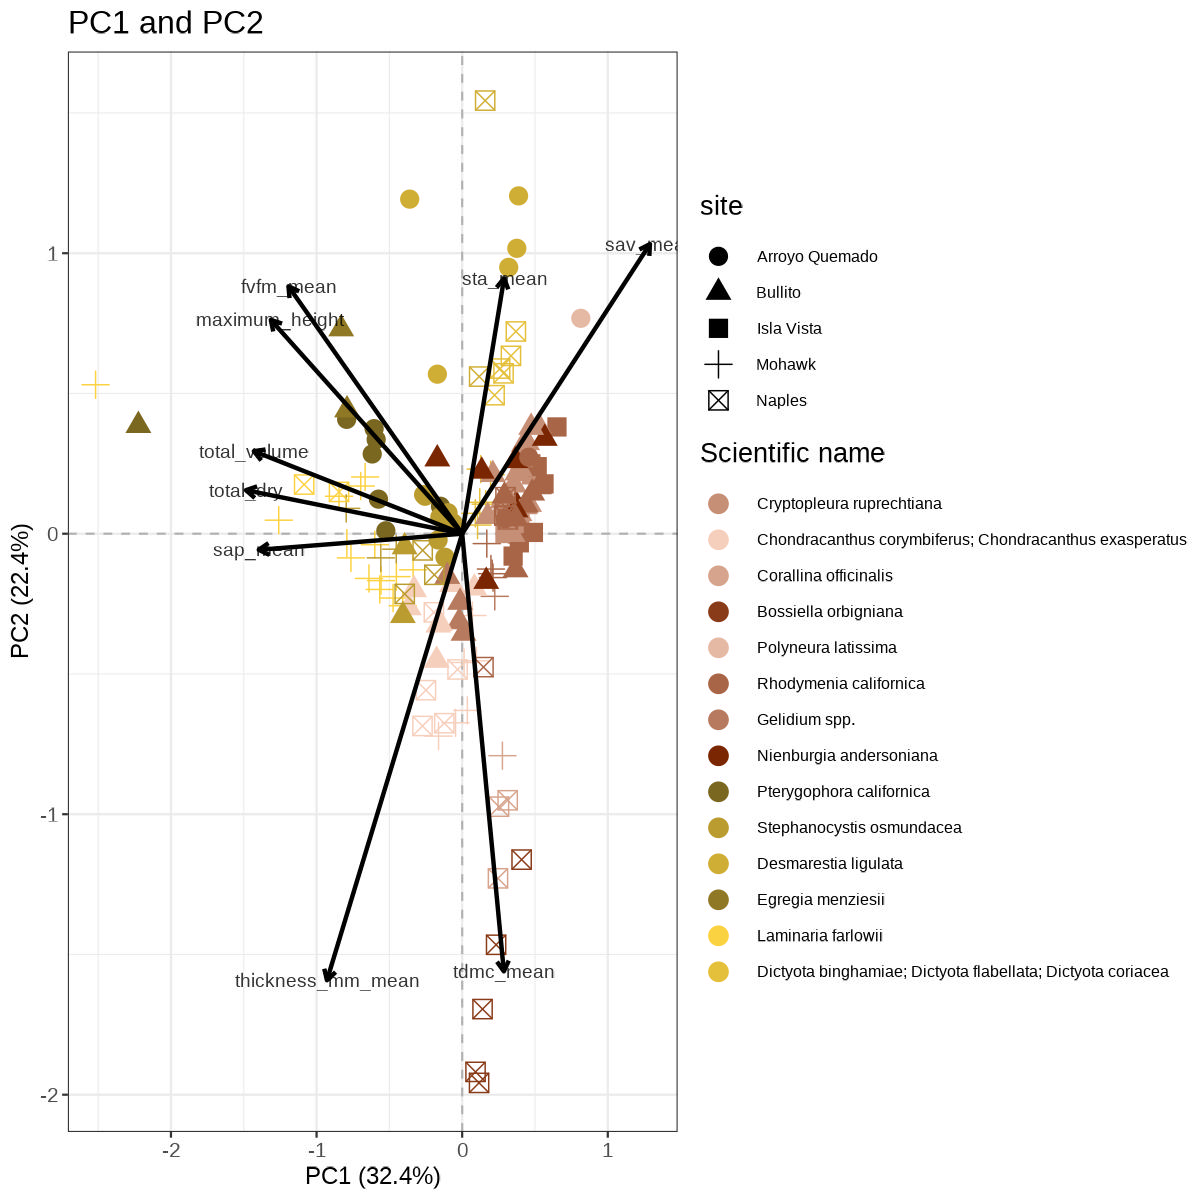 PC1 and PC2
sav_mea
sta_mean
fvfm_mean
maximum_height
total_volume
total_dry
sap_mean
thickness_mm_mean
tdmc_mean
1
0
-1
-2
-2
-1
0
1
PC1 (32.4%)
PC2 (22.4%)
site
Arroyo Quemado
Bullito
Isla Vista
Mohawk
Naples
Scientific name
Cryptopleura ruprechtiana
Chondracanthus corymbiferus; Chondracanthus exasperatus
Corallina officinalis
Bossiella orbigniana
Polyneura latissima
Rhodymenia californica
Gelidium spp.
Nienburgia andersoniana
Pterygophora californica
Stephanocystis osmundacea
Desmarestia ligulata
Egregia menziesii
Laminaria farlowii
Dictyota binghamiae; Dictyota flabellata; Dictyota coriacea